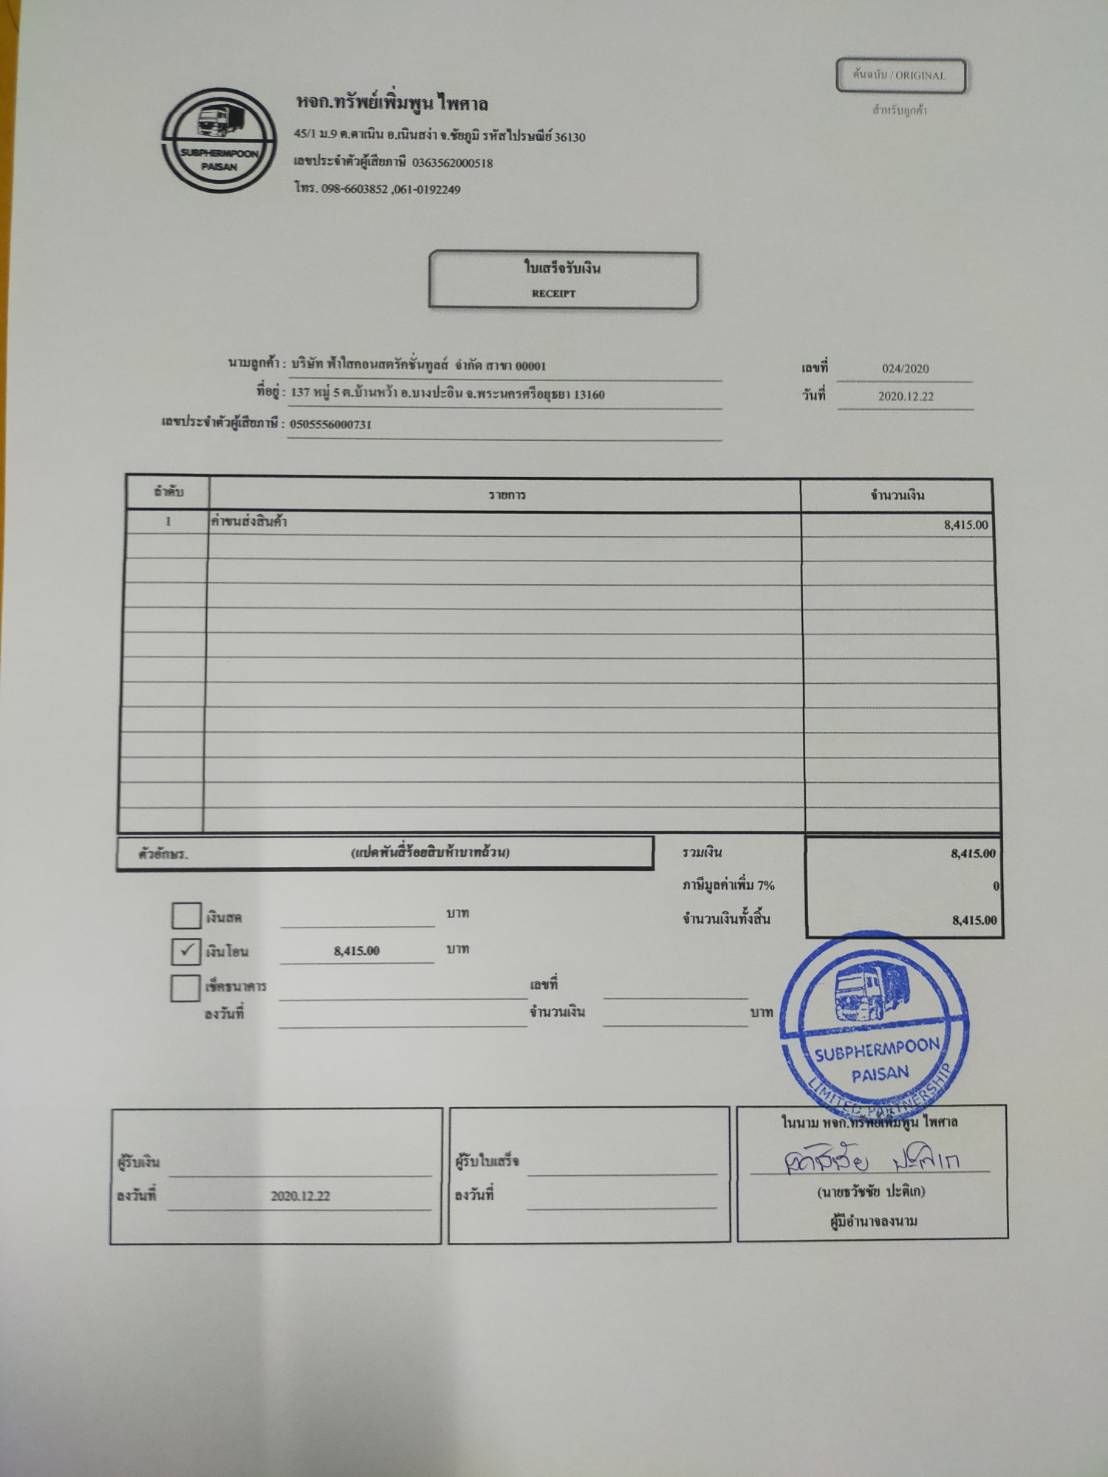 ต้นฉบับ / ORIGINAL
สำหรับลูกค้า
SUBPHERMPOON
PAISAN
หจก.ทรัพย์เพิ่มพูน ไพศาล
45/1 ม.9 ต.ตาเนิน อ.เนินสง่า จ.ชัยภูมิ รหัสไปรษณีย์ 36130
เลขประจำตัวผู้เสียภาษี 0363562000518
โทร. 098-6603852 ,061-0192249
ใบเสร็จรับเงิน
RECEIPT
นามลูกค้า : บริษัท ฟ้าใสคอนสตรักชั่นทูลส์ จำกัด สาขา 00001
เลขที่ 024/2020
ที่อยู่ : 137 หมู่ 5 ต.บ้านหว้า อ.บางปะอิน จ.พระนครศรีอยุธยา 13160
วันที่ 2020.12.22
เลขประจำตัวผู้เสียภาษี : 0505556000731
ลำดับ รายการ จำนวนเงิน
1 ค่าขนส่งสินค้า 8,415.00
ตัวอักษร. (แปดพันสี่ร้อยสิบห้าบาทถ้วน) รวมเงิน 8,415.00
ภาษีมูลค่าเพิ่ม 7% 0
จำนวนเงินทั้งสิ้น 8,415.00
เงินสด บาท
✓ เงินโอน 8,415.00 บาท
เช็คธนาคาร เลขที่
ลงวันที่ จำนวนเงิน บาท
SUBPHERMPOON
PAISAN
LIMITED PARTNERSHIP
ในนาม หจก.ทรัพย์เพิ่มพูน ไพศาล
ผู้รับเงิน ผู้รับใบเสร็จ ธวัชชัย ปะติเก
ลงวันที่ 2020.12.22 ลงวันที่ (นายธวัชชัย ปะติเก)
ผู้มีอำนาจลงนาม